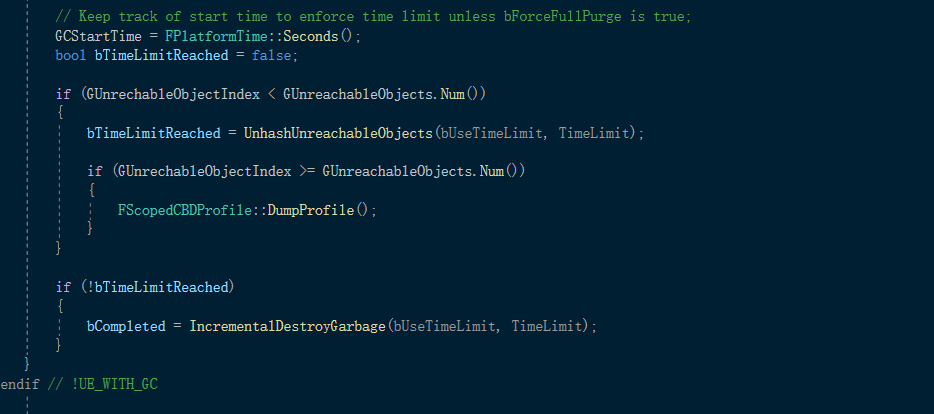 // Keep track of start time to enforce time limit unless bForceFullPurge is true;
GCStartTime = FPlatformTime::Seconds();
bool bTimeLimitReached = false;
if (GUnrechableObjectIndex < GUnreachableObjects.Num())
{
bTimeLimitReached = UnhashUnreachableObjects(bUseTimeLimit, TimeLimit);
if (GUnrechableObjectIndex >= GUnreachableObjects.Num())
{
FScopedCBDProfile::DumpProfile();
}
}
if (!bTimeLimitReached)
{
bCompleted = IncrementalDestroyGarbage(bUseTimeLimit, TimeLimit);
}
}
endif // !UE_WITH_GC